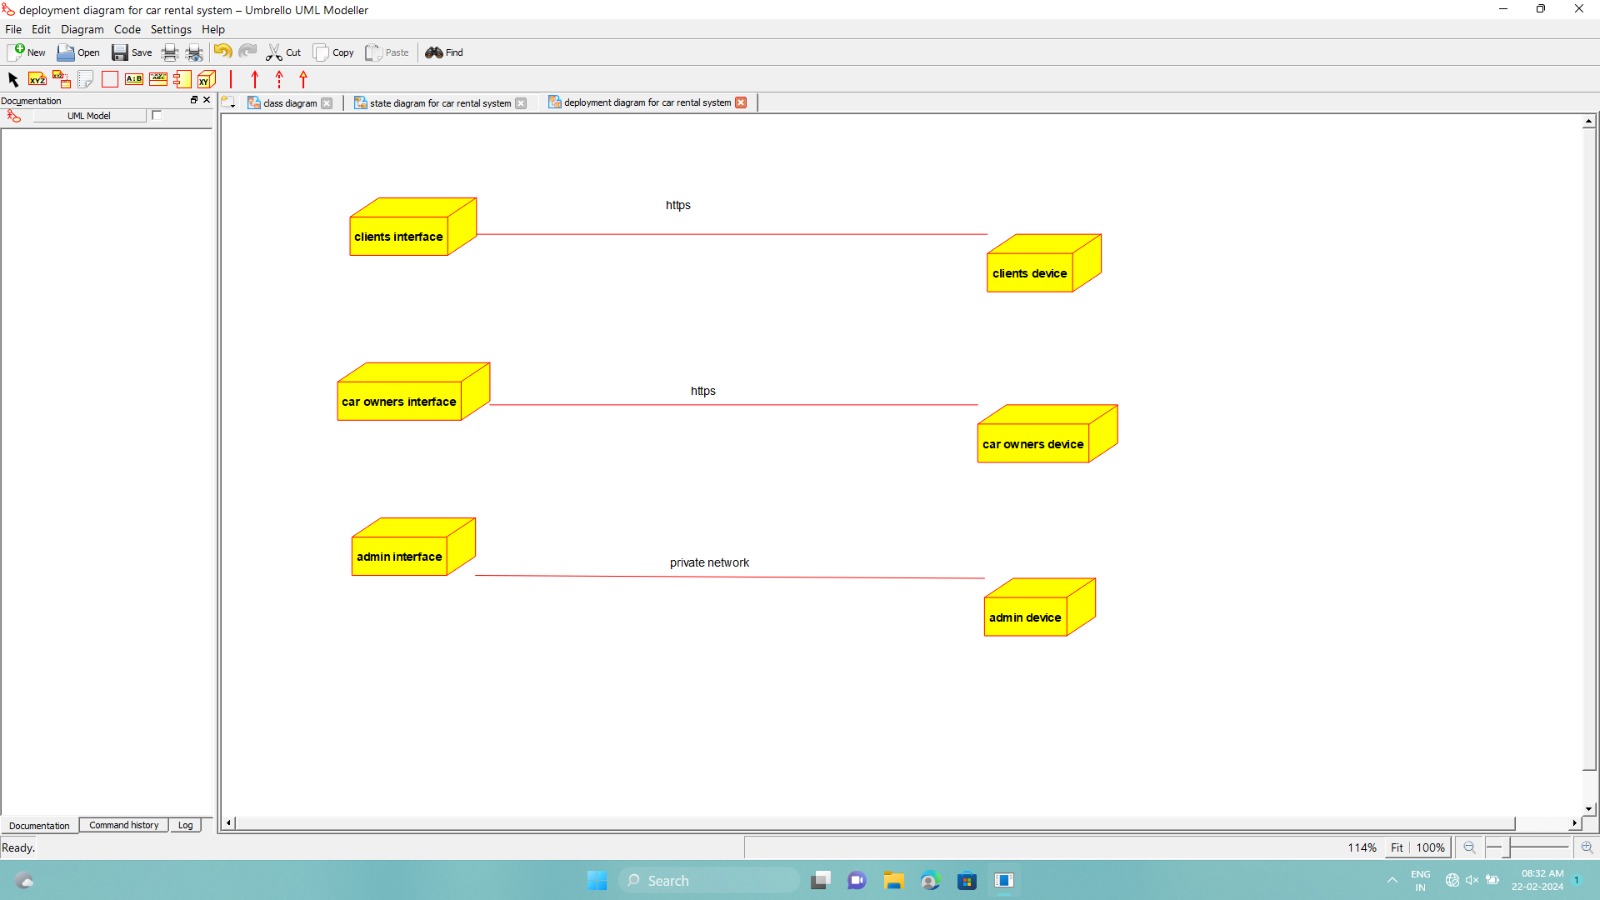 deployment diagram for car rental system – Umbrello UML Modeller
File Edit Diagram Code Settings Help
New Open Save Cut Copy Paste Find
XYZ A:B XY
Documentation
class diagram state diagram for car rental system deployment diagram for car rental system
UML Model
https
clients interface
clients device
https
car owners interface
car owners device
private network
admin interface
admin device
Documentation Command history Log
Ready.
114% Fit 100%
Search
ENG
IN
08:32 AM
22-02-2024
1